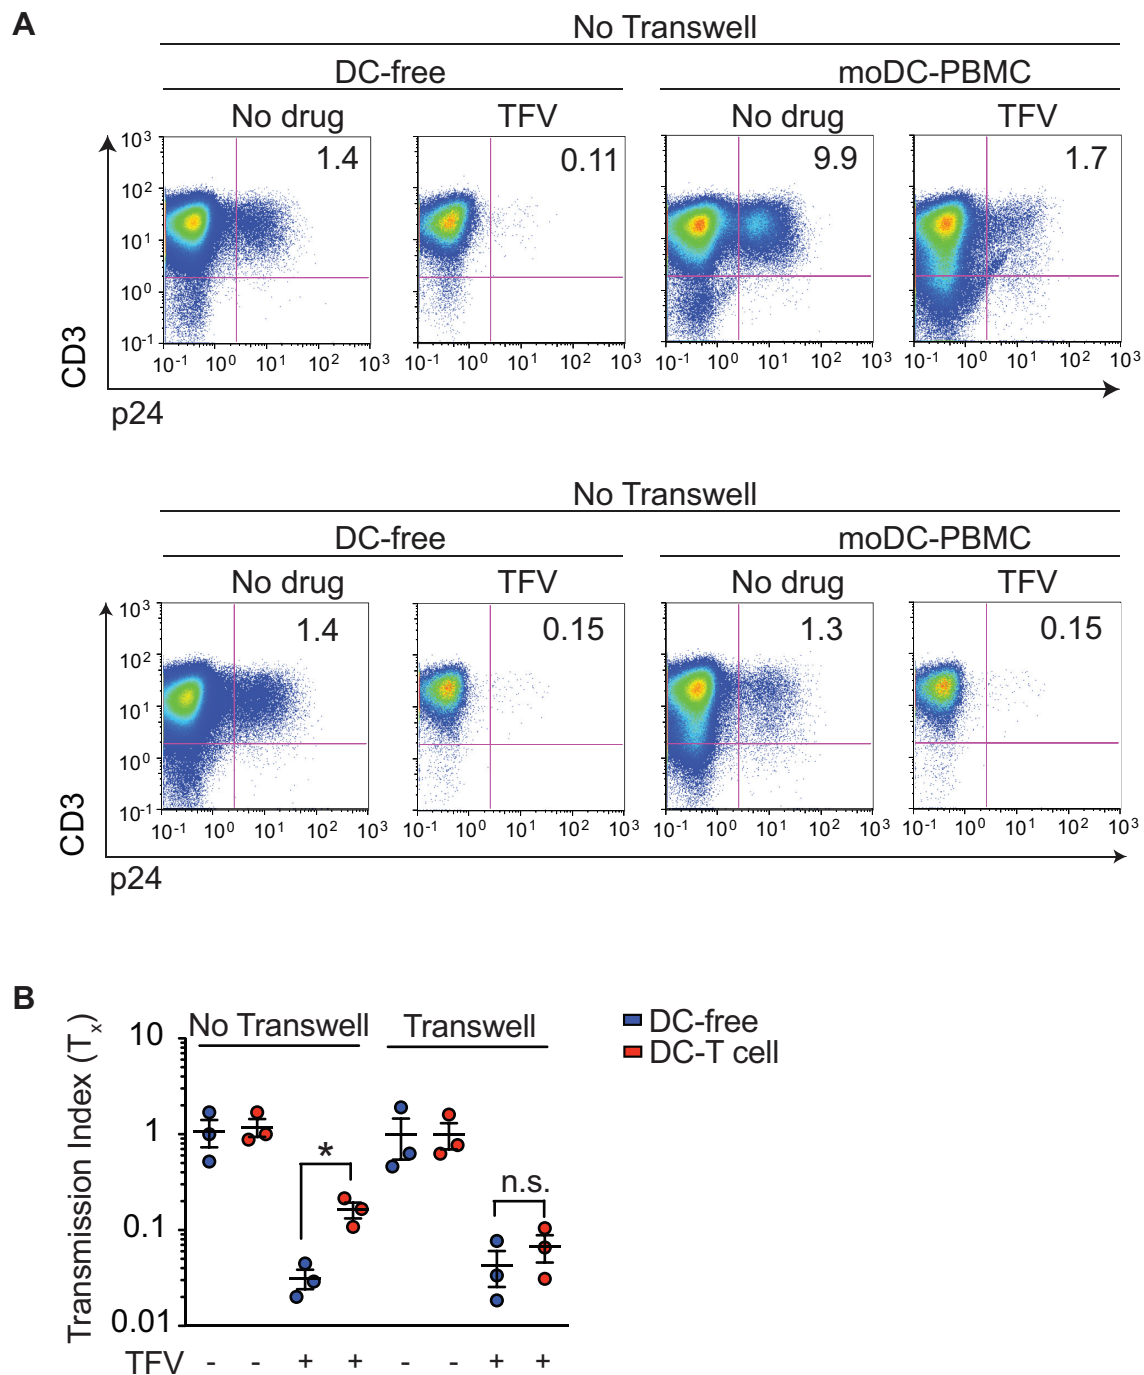 A
No Transwell
DC-free moDC-PBMC
No drug TFV No drug TFV
10³ 1.4 0.11 9.9 1.7
10²
10¹
10⁰
10⁻¹
10⁻¹ 10⁰ 10¹ 10² 10³ 10⁻¹ 10⁰ 10¹ 10² 10³ 10⁻¹ 10⁰ 10¹ 10² 10³ 10⁻¹ 10⁰ 10¹ 10² 10³
CD3
p24
No Transwell
DC-free moDC-PBMC
No drug TFV No drug TFV
10³ 1.4 0.15 1.3 0.15
10²
10¹
10⁰
10⁻¹
10⁻¹ 10⁰ 10¹ 10² 10³ 10⁻¹ 10⁰ 10¹ 10² 10³ 10⁻¹ 10⁰ 10¹ 10² 10³ 10⁻¹ 10⁰ 10¹ 10² 10³
CD3
p24
B
Transmission Index (Tₓ)
No Transwell Transwell
DC-free
DC-T cell
10
1
0.1
0.01
*
n.s.
TFV - - + + - - + +